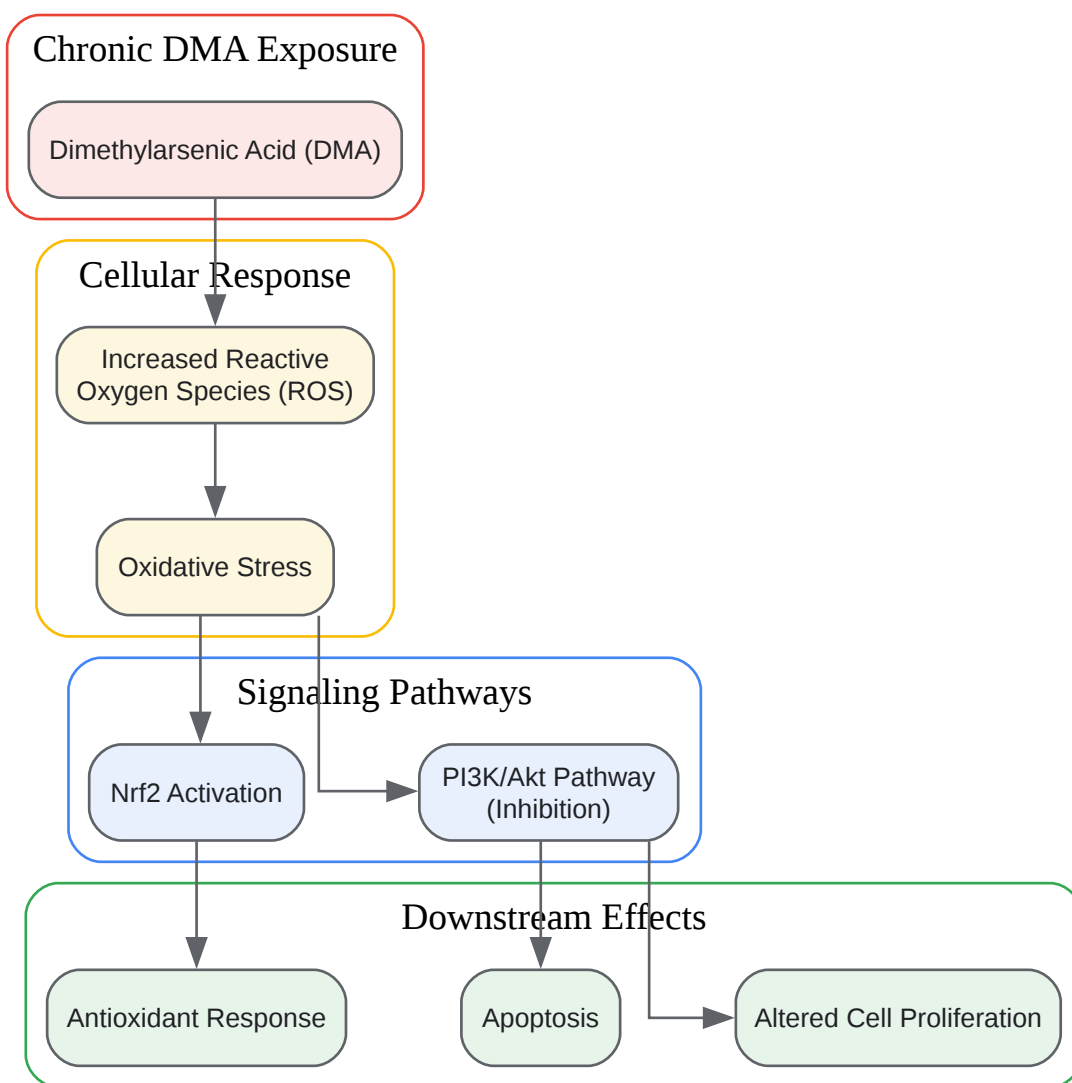 Chronic DMA Exposure
Dimethylarsenic Acid (DMA)
Cellular Response
Increased Reactive
Oxygen Species (ROS)
Oxidative Stress
Signaling Pathways
Nrf2 Activation
PI3K/Akt Pathway
(Inhibition)
Downstream Effects
Antioxidant Response
Apoptosis
Altered Cell Proliferation